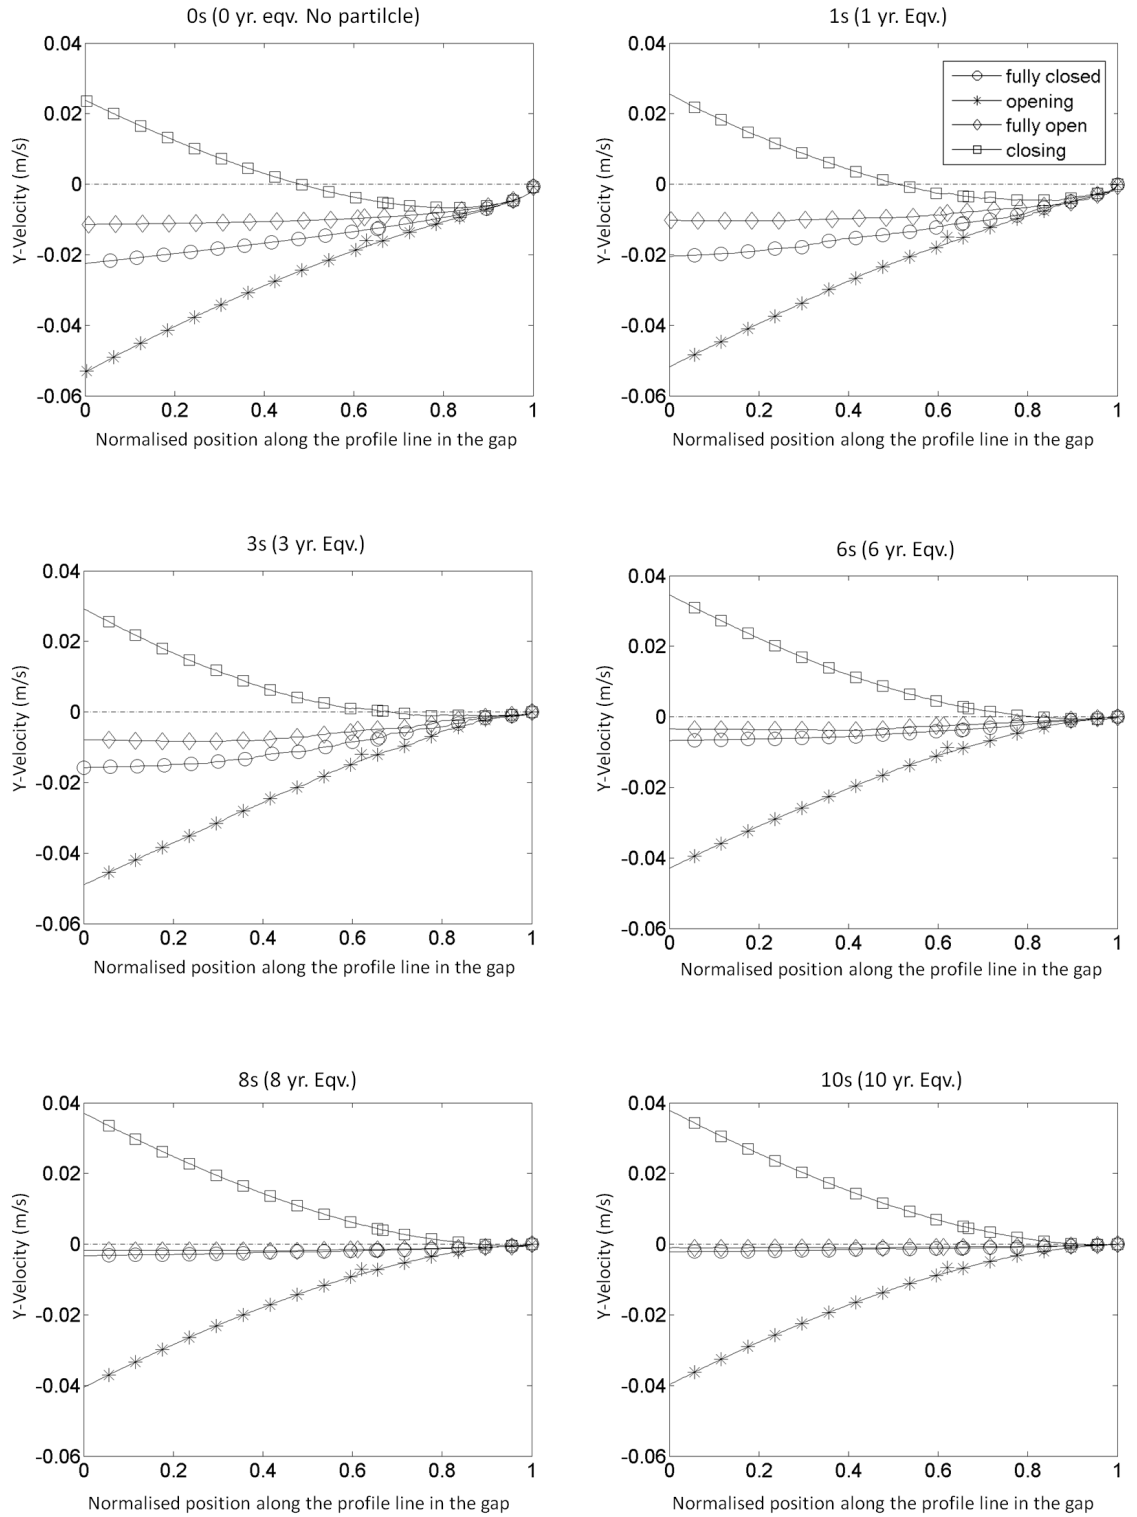 0s (0 yr. eqv. No partilcle)
0.04
0.02
0
-0.02
-0.04
-0.06
Y-Velocity (m/s)
0 0.2 0.4 0.6 0.8 1
Normalised position along the profile line in the gap
1s (1 yr. Eqv.)
fully closed
opening
fully open
closing
0.04
0.02
0
-0.02
-0.04
-0.06
Y-Velocity (m/s)
0 0.2 0.4 0.6 0.8 1
Normalised position along the profile line in the gap
3s (3 yr. Eqv.)
0.04
0.02
0
-0.02
-0.04
-0.06
Y-Velocity (m/s)
0 0.2 0.4 0.6 0.8 1
Normalised position along the profile line in the gap
6s (6 yr. Eqv.)
0.04
0.02
0
-0.02
-0.04
-0.06
Y-Velocity (m/s)
0 0.2 0.4 0.6 0.8 1
Normalised position along the profile line in the gap
8s (8 yr. Eqv.)
0.04
0.02
0
-0.02
-0.04
-0.06
Y-Velocity (m/s)
0 0.2 0.4 0.6 0.8 1
Normalised position along the profile line in the gap
10s (10 yr. Eqv.)
0.04
0.02
0
-0.02
-0.04
-0.06
Y-Velocity (m/s)
0 0.2 0.4 0.6 0.8 1
Normalised position along the profile line in the gap